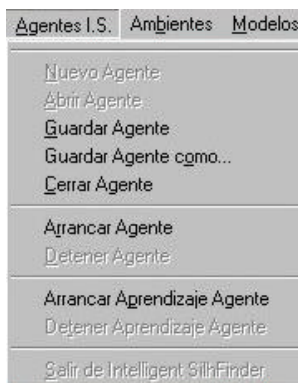 Agentes I.S. Ambientes Modelos
Nuevo Agente
Abrir Agente
Guardar Agente
Guardar Agente como...
Cerrar Agente
Arrancar Agente
Detener Agente
Arrancar Aprendizaje Agente
Detener Aprendizaje Agente
Salir de Intelligent SilhFinder